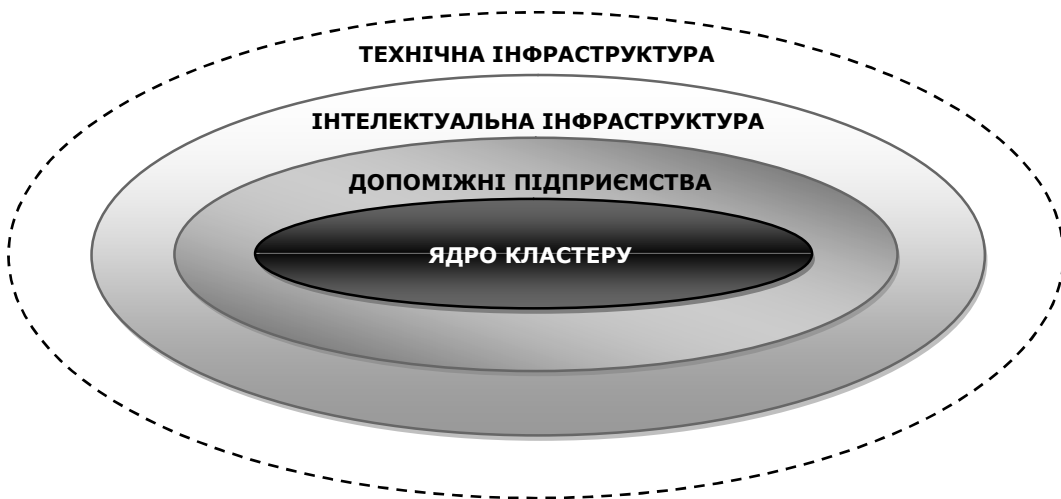 ТЕХНІЧНА ІНФРАСТРУКТУРА
ІНТЕЛЕКТУАЛЬНА ІНФРАСТРУКТУРА
ДОПОМІЖНІ ПІДПРИЄМСТВА
ЯДРО КЛАСТЕРУ